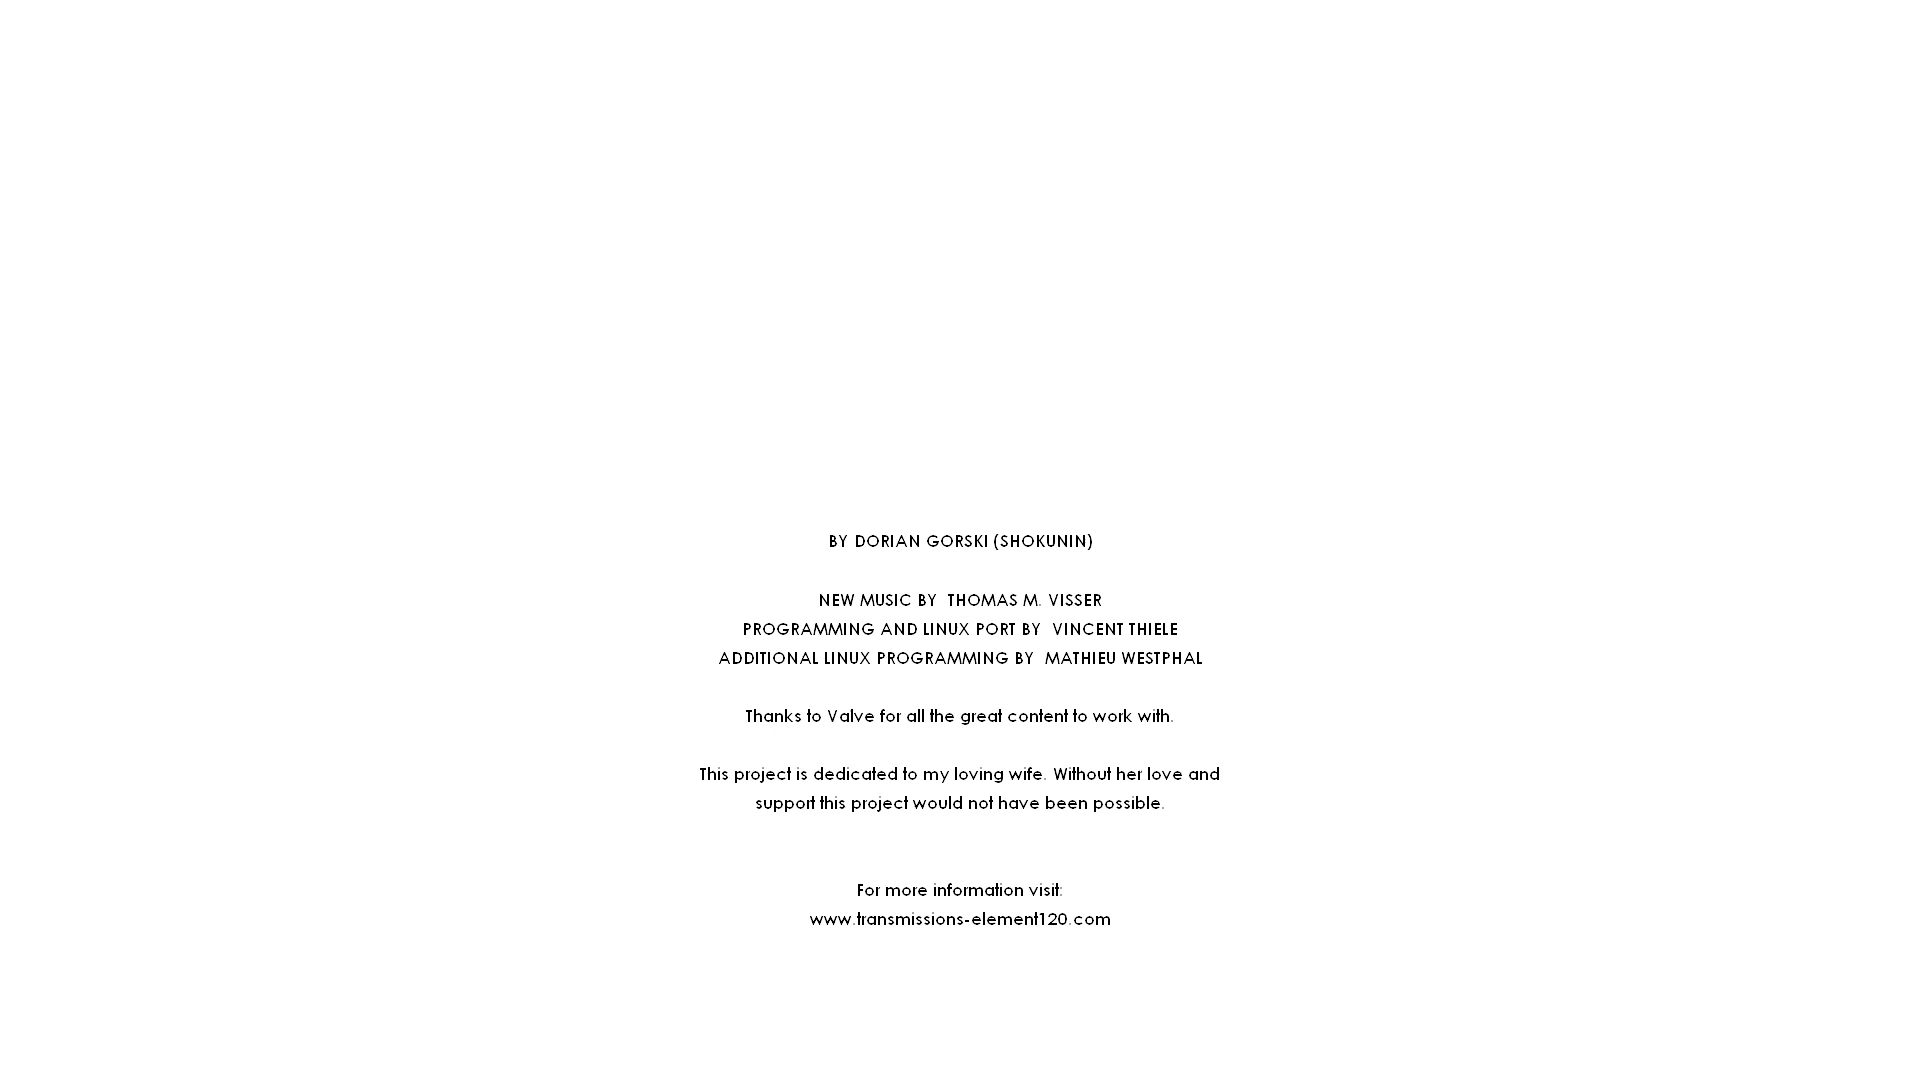 BY DORIAN GORSKI (SHOKUNIN)
NEW MUSIC BY  THOMAS M. VISSER
PROGRAMMING AND LINUX PORT BY  VINCENT THIELE
ADDITIONAL LINUX PROGRAMMING BY  MATHIEU WESTPHAL
Thanks to Valve for all the great content to work with.
This project is dedicated to my loving wife. Without her love and
support this project would not have been possible.
For more information visit:
www.transmissions-element120.com